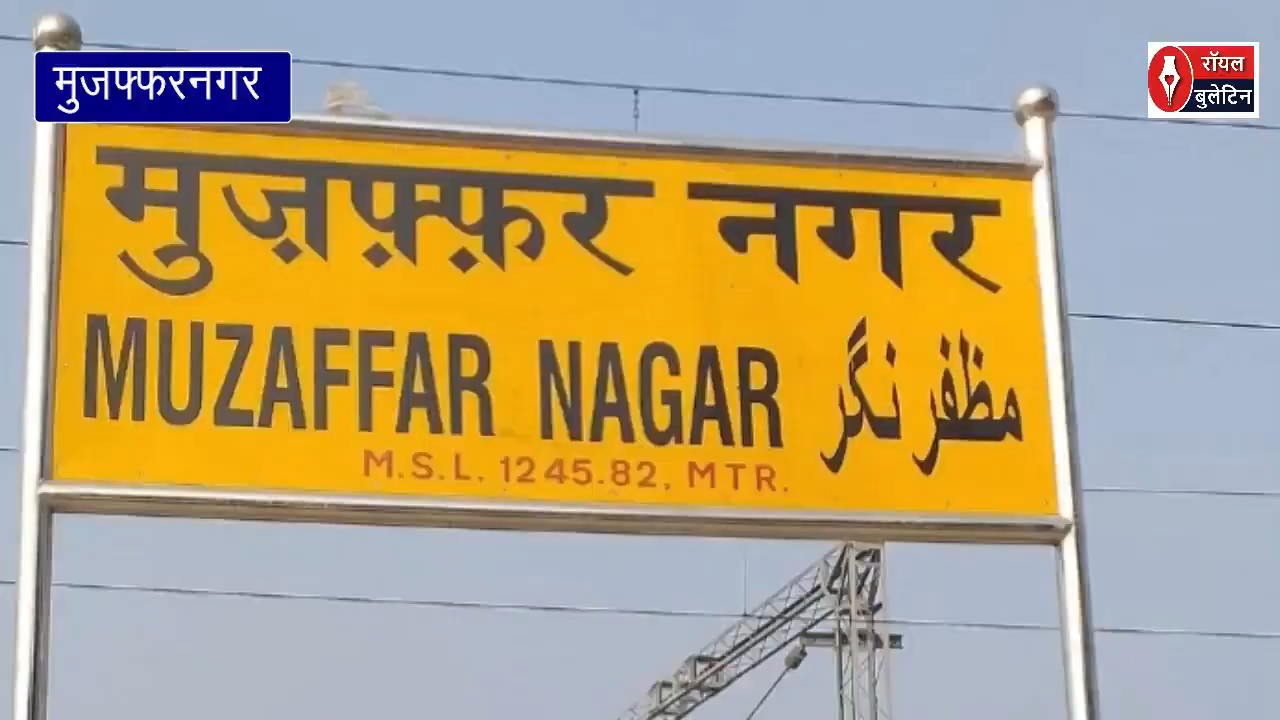 मुजफ्फरनगर
रॉयल
बुलेटिन
मुज़फ़्फ़र नगर
MUZAFFAR NAGAR مظفر نگر
M.S.L. 1245.82, MTR.